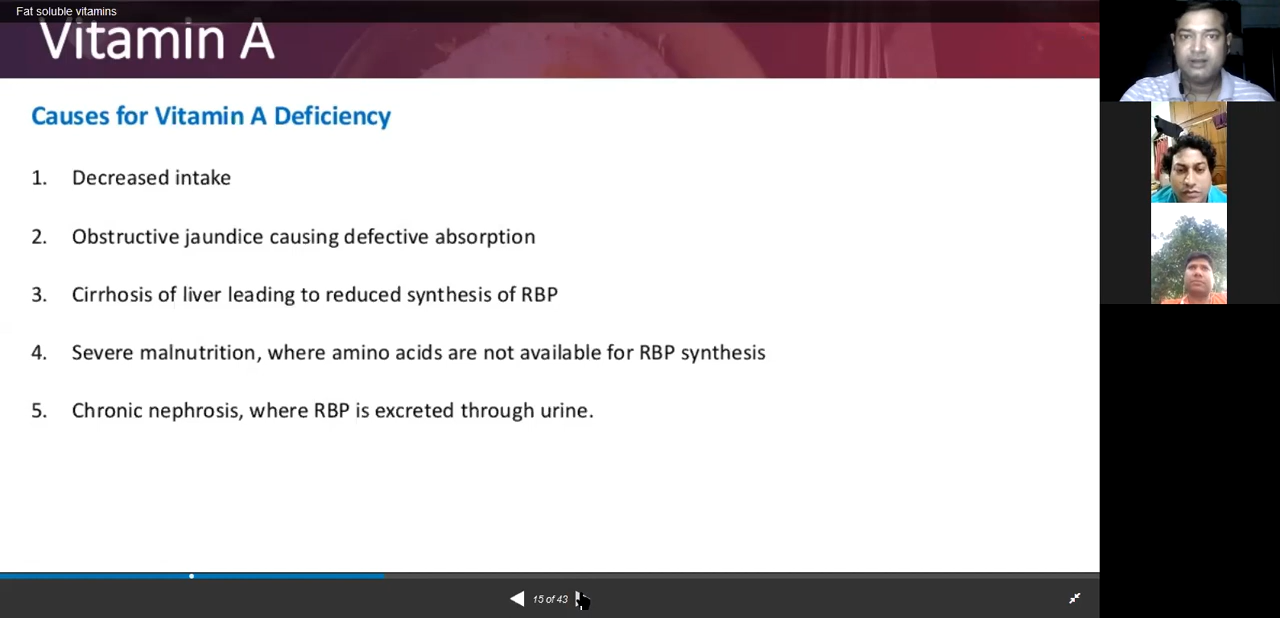 Fat soluble vitamins
Vitamin A
Causes for Vitamin A Deficiency
1. Decreased intake
2. Obstructive jaundice causing defective absorption
3. Cirrhosis of liver leading to reduced synthesis of RBP
4. Severe malnutrition, where amino acids are not available for RBP synthesis
5. Chronic nephrosis, where RBP is excreted through urine.
15 of 43